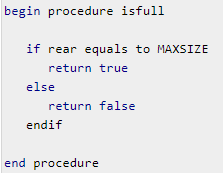 begin procedure isfull
if rear equals to MAXSIZE
return true
else
return false
endif
end procedure